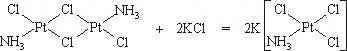 Cl Cl NH3
Pt Pt + 2KCl = 2K [ Cl Cl
Pt
NH3 Cl ]
NH3 Cl Cl